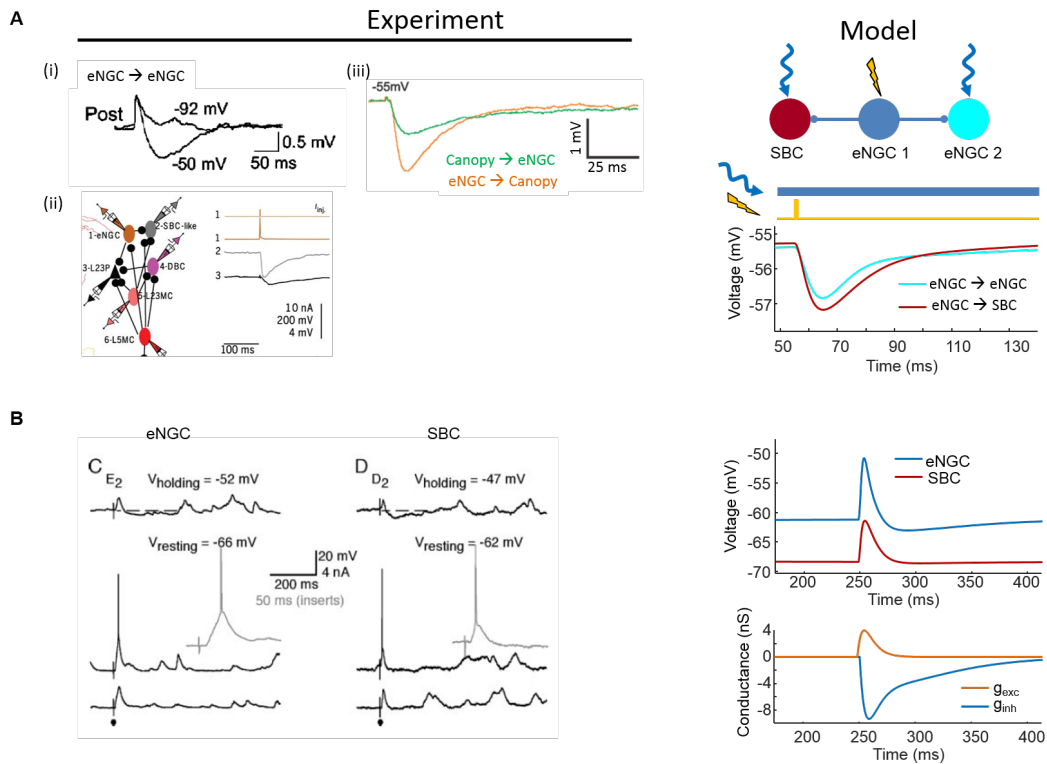 A
Experiment
Model
(i)
eNGC → eNGC
Post
-92 mV
-50 mV
0.5 mV
50 ms
(iii)
-55mV
Canopy → eNGC
eNGC → Canopy
1 mV
25 ms
SBC
eNGC 1
eNGC 2
(ii)
1-eNGC
2-SBC-like
3-L23P
4-DBC
5-L23MC
6-L5MC
1
Iinj.
1
2
3
10 nA
200 mV
4 mV
100 ms
-55
-56
-57
Voltage (mV)
eNGC → eNGC
eNGC → SBC
50
70
90
110
130
Time (ms)
B
eNGC
SBC
C
E2
Vholding = -52 mV
D
D2
Vholding = -47 mV
Vresting = -66 mV
Vresting = -62 mV
20 mV
4 nA
200 ms
50 ms (inserts)
-50
-55
-60
-65
-70
Voltage (mV)
eNGC
SBC
200
250
300
350
400
Time (ms)
4
0
-4
-8
Conductance (nS)
gexc
ginh
200
250
300
350
400
Time (ms)